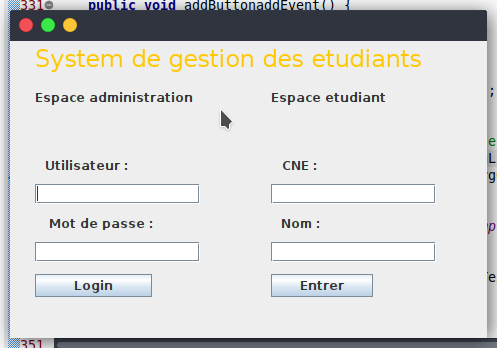 331 public void addButtonaddEvent() {
System de gestion des etudiants
Espace administration
Espace etudiant
Utilisateur :
CNE :
Mot de passe :
Nom :
Login
Entrer
351